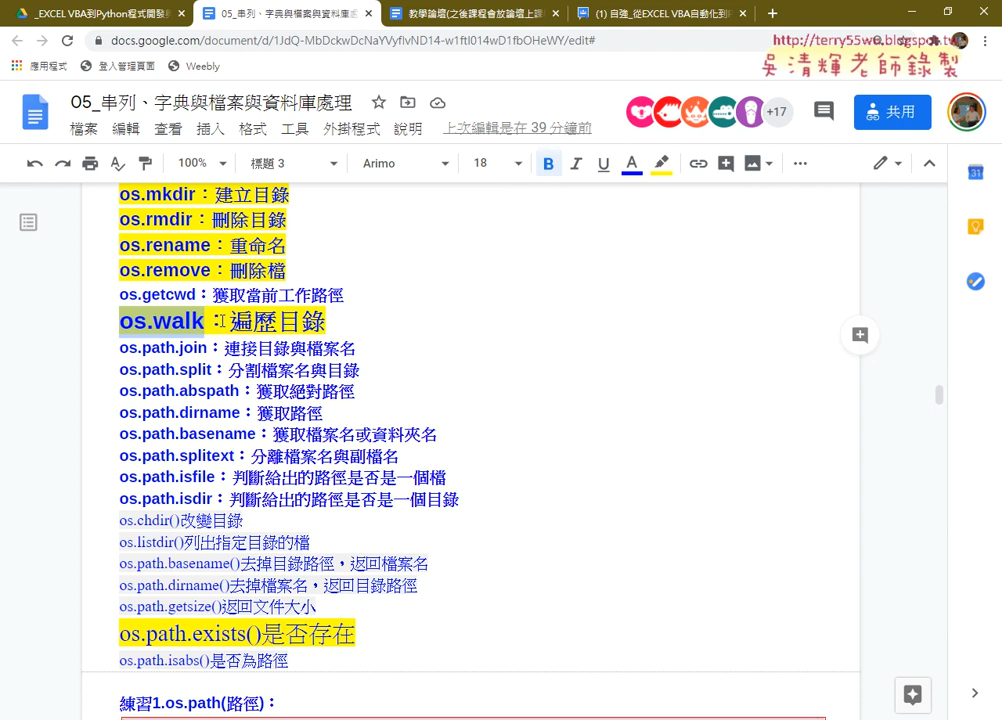 _EXCEL VBA到Python程式開發
05_串列、字典與檔案與資料庫處
教學論壇(之後課程會放論壇上課
(1) 自強_從EXCEL VBA自動化到
docs.google.com/document/d/1JdQ-MbDckwDcNaYVyfIvND14-w1ftI014wD1fbOHeWY/edit#
http://terry55wu.blogspot.tw
吳清輝老師錄製
應用程式
登入管理頁面
Weebly
05_串列、字典與檔案與資料庫處理
檔案 編輯 查看 插入 格式 工具 外掛程式 說明 上次編輯是在 39 分鐘前
+17
共用
100% 標題 3 Arimo 18 B I U A
31
os.mkdir：建立目錄
os.rmdir：刪除目錄
os.rename：重命名
os.remove：刪除檔
os.getcwd：獲取當前工作路徑
os.walk：遍歷目錄
os.path.join：連接目錄與檔案名
os.path.split：分割檔案名與目錄
os.path.abspath：獲取絕對路徑
os.path.dirname：獲取路徑
os.path.basename：獲取檔案名或資料夾名
os.path.splitext：分離檔案名與副檔名
os.path.isfile：判斷給出的路徑是否是一個檔
os.path.isdir：判斷給出的路徑是否是一個目錄
os.chdir()改變目錄
os.listdir()列出指定目錄的檔
os.path.basename()去掉目錄路徑，返回檔案名
os.path.dirname()去掉檔案名，返回目錄路徑
os.path.getsize()返回文件大小
os.path.exists()是否存在
os.path.isabs()是否為路徑
練習1.os.path(路徑)：